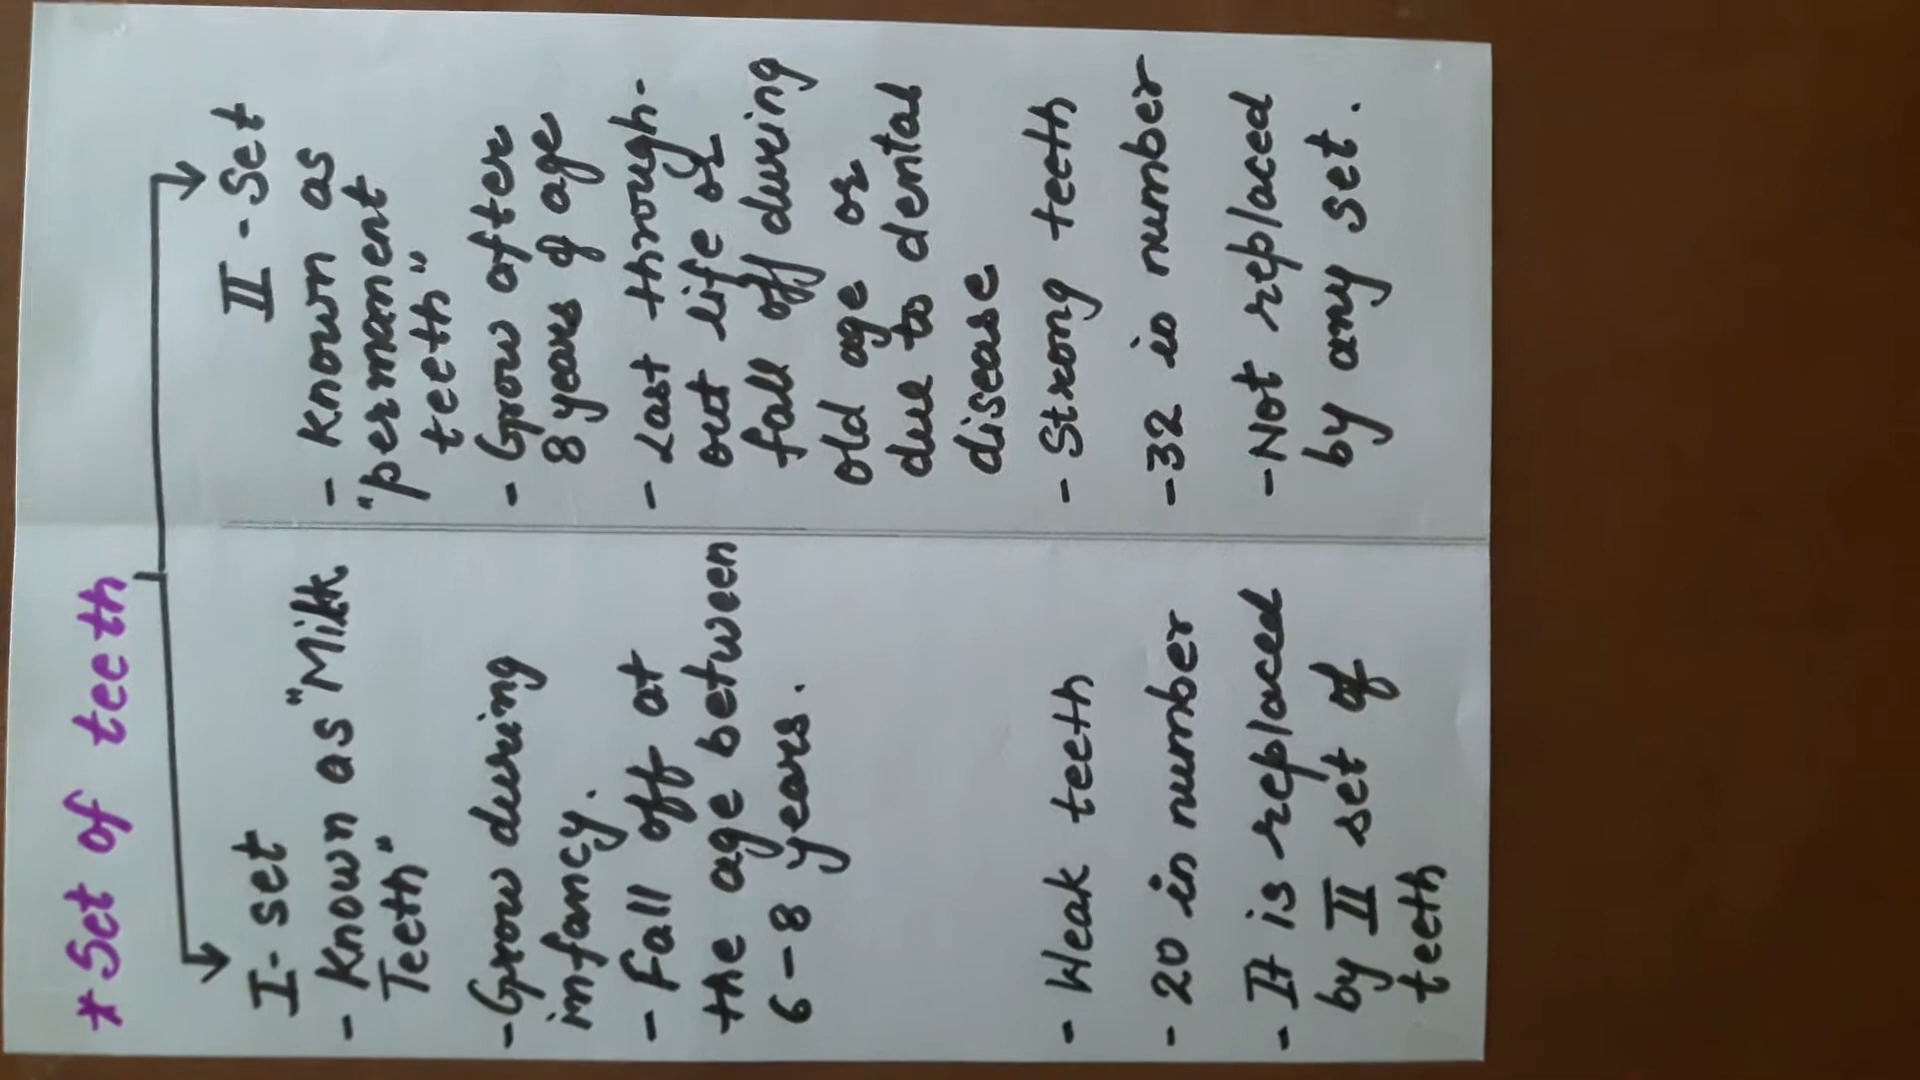 * Set of teeth
I - set
- Known as "Milk
Teeth"
- Grow during
infancy.
- Fall off at
the age between
6 - 8 years.
- Weak teeth
- 20 in number
- It is replaced
by II set of
teeth
II - Set
- Known as
"permanent
teeth"
- Grow after
8 years of age
- Last through-
out life or
fall off during
old age or
due to dental
disease
- Strong teeth
- 32 in number
- Not replaced
by any set.